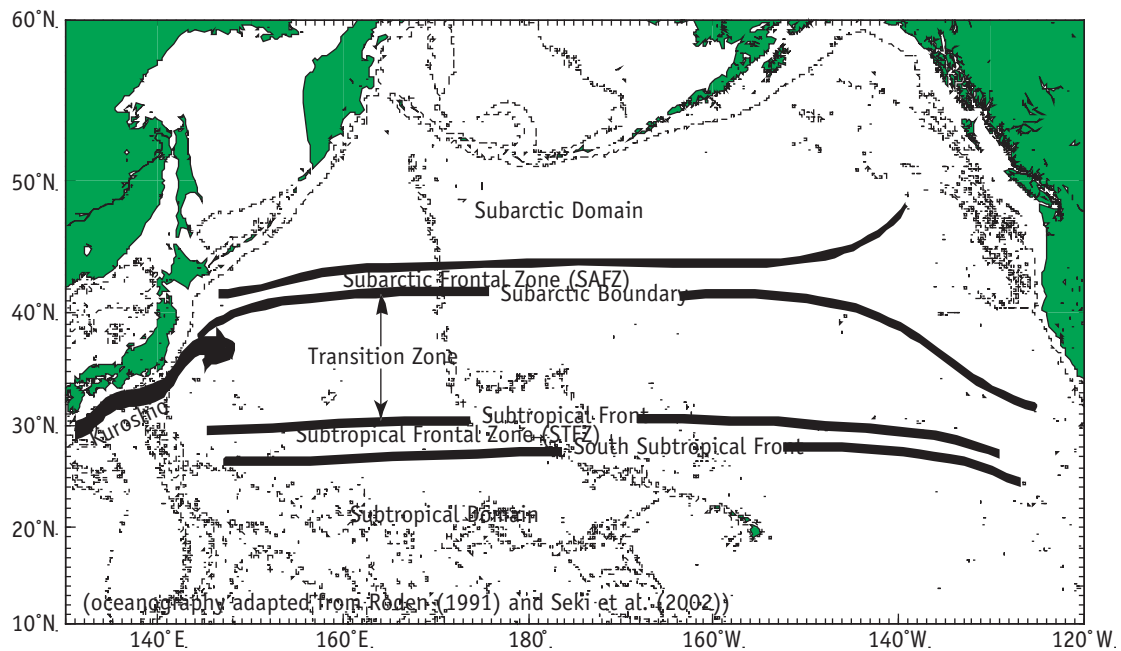 60°N.
50°N.
Subarctic Domain
Subarctic Frontal Zone (SAFZ)
Subarctic Boundary
40°N.
Transition Zone
Kuroshio
30°N.
Subtropical Front
Subtropical Frontal Zone (STFZ)
South Subtropical Front
Subtropical Domain
20°N.
(oceanography adapted from Roden (1991) and Seki et al. (2002))
10°N.
140°E. 160°E. 180°. 160°W. 140°W. 120°W.